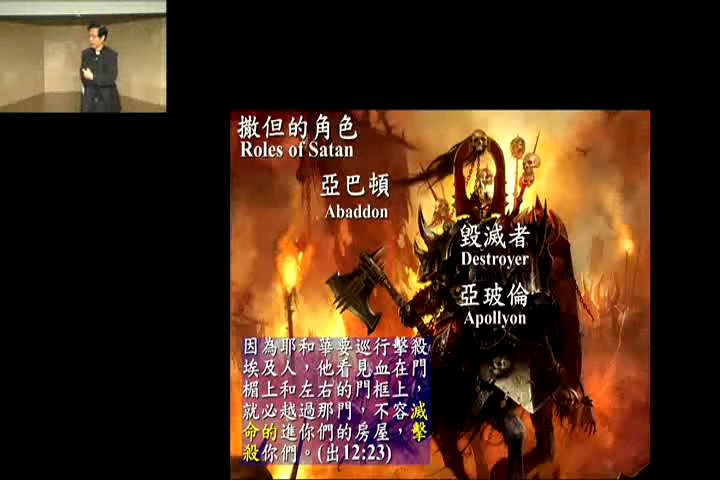 撒但的角色
Roles of Satan
亞巴頓
Abaddon
毀滅者
Destroyer
亞玻倫
Apollyon
因為耶和華要巡行擊殺
埃及人，他看見血在門
楣上和左右的門框上，
就必越過那門，不容滅
命的進你們的房屋，擊
殺你們。(出12:23)